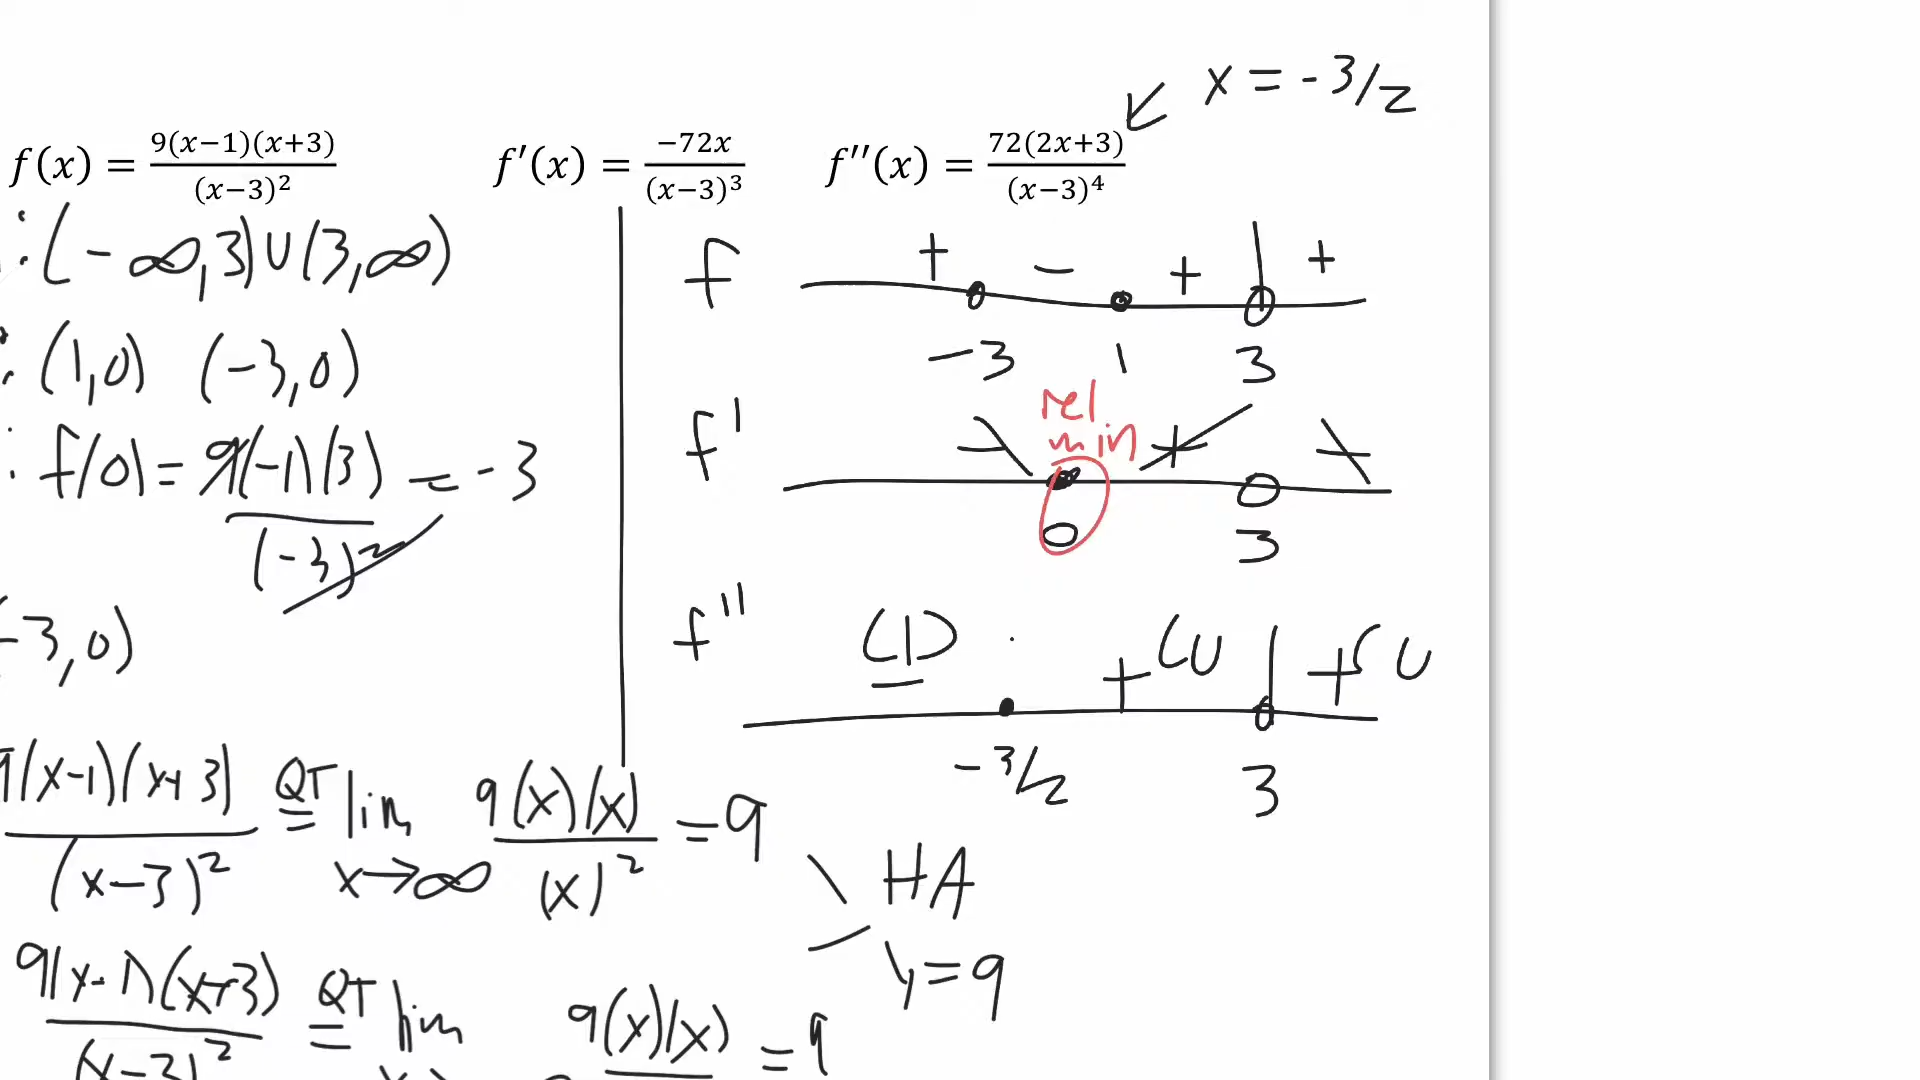 x = -3/2
f(x) = 9(x−1)(x+3)/(x−3)² f′(x) = −72x/(x−3)³ f′′(x) = 72(2x+3)/(x−3)⁴
: (-∞,3)∪(3,∞)
: (1,0) (-3,0)
: f(0) = 9(-1)(3)/(-3)² = -3
-3,0)
f + - + +
-3 1 3
rel
min
f' - + -
0 3
f'' CD - + CU + CU
-3/2 3
9(x-1)(x+3)/(x-3)² QT= lim x→∞ 9(x)(x)/(x)² = 9
HA
y=9
9(x-1)(x+3)/(x-3)² QT= lim 9(x)(x) = 9